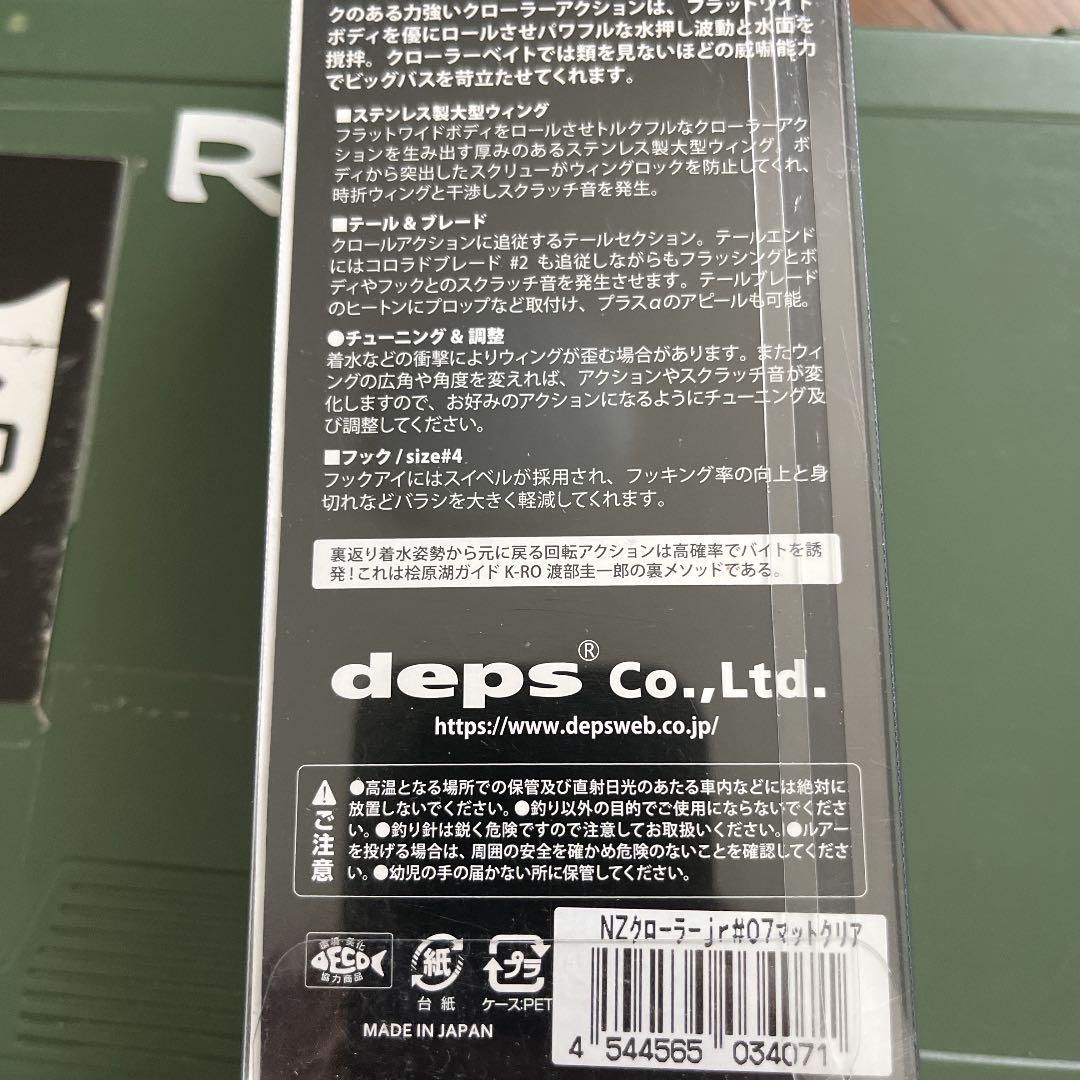 クのある力強いクローラーアクションは、フラットワイド
ボディを優にロールさせパワフルな水押し波動と水面を
撹拌。クローラーベイトでは類を見ないほどの威嚇能力
でビッグバスを苛立たせてくれます。
■ステンレス製大型ウィング
フラットワイドボディをロールさせトルクフルなクローラーアク
ションを生み出す厚みのあるステンレス製大型ウィング。ボ
ディから突出したスクリューがウィングロックを防止してくれ、
時折ウィングと干渉しスクラッチ音を発生。
■テール & ブレード
クロールアクションに追従するテールセクション。テールエンド
にはコロラドブレード #2 も追従しながらもフラッシングとボ
ディやフックとのスクラッチ音を発生させます。テールブレード
のヒートンにプロップなど取付け、プラスαのアピールも可能。
●チューニング & 調整
着水などの衝撃によりウィングが歪む場合があります。またウィ
ングの広角や角度を変えれば、アクションやスクラッチ音が変
化しますので、お好みのアクションになるようにチューニング及
び調整してください。
■フック / size#4
フックアイにはスイベルが採用され、フッキング率の向上と身
切れなどバラシを大きく軽減してくれます。
裏返り着水姿勢から元に戻る回転アクションは高確率でバイトを誘
発!これは桧原湖ガイド K-RO 渡部圭一郎の裏メソッドである。
deps® Co.,Ltd.
https://www.depsweb.co.jp/
ご注意
●高温となる場所での保管及び直射日光のあたる車内などには絶対に
放置しないでください。●釣り以外の目的でご使用にならないでくださ
い。●釣り針は鋭く危険ですので注意してお取扱いください。●ルアー
を投げる場合は、周囲の安全を確かめ危険のないことを確認してくださ
い。●幼児の手の届かない所に保管してください。
環境・美化
ECO
協力商品
紙
台紙
プラ
ケース:PET
MADE IN JAPAN
NZクローラーjr#07マットクリア
4 544565 034071
R